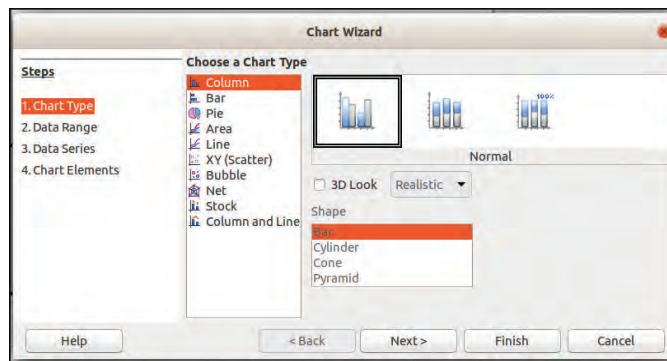 Chart Wizard
Steps
1. Chart Type
2. Data Range
3. Data Series
4. Chart Elements
Choose a Chart Type
Column
Bar
Pie
Area
Line
XY (Scatter)
Bubble
Net
Stock
Column and Line
100%
Normal
3D Look
Realistic
Shape
Bar
Cylinder
Cone
Pyramid
Help
< Back
Next >
Finish
Cancel